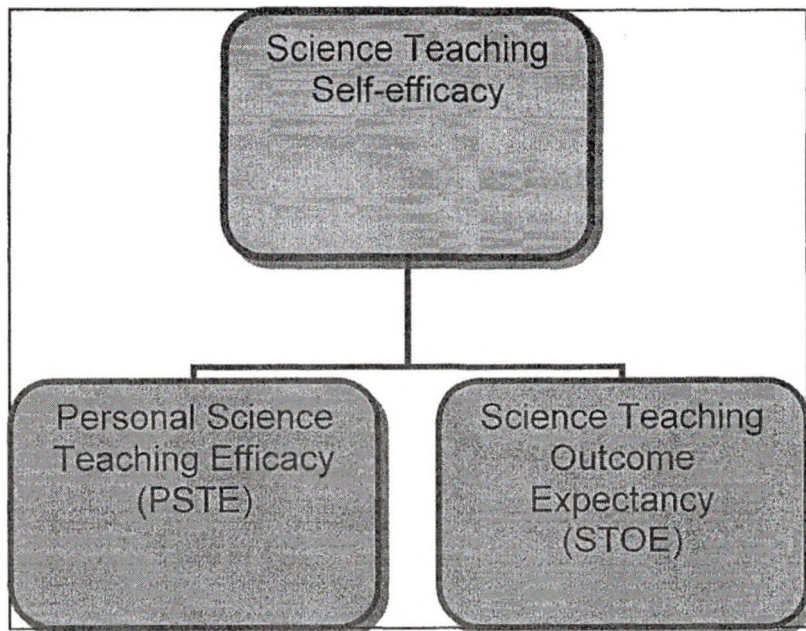 Science Teaching
Self-efficacy
Personal Science
Teaching Efficacy
(PSTE)
Science Teaching
Outcome
Expectancy
(STOE)